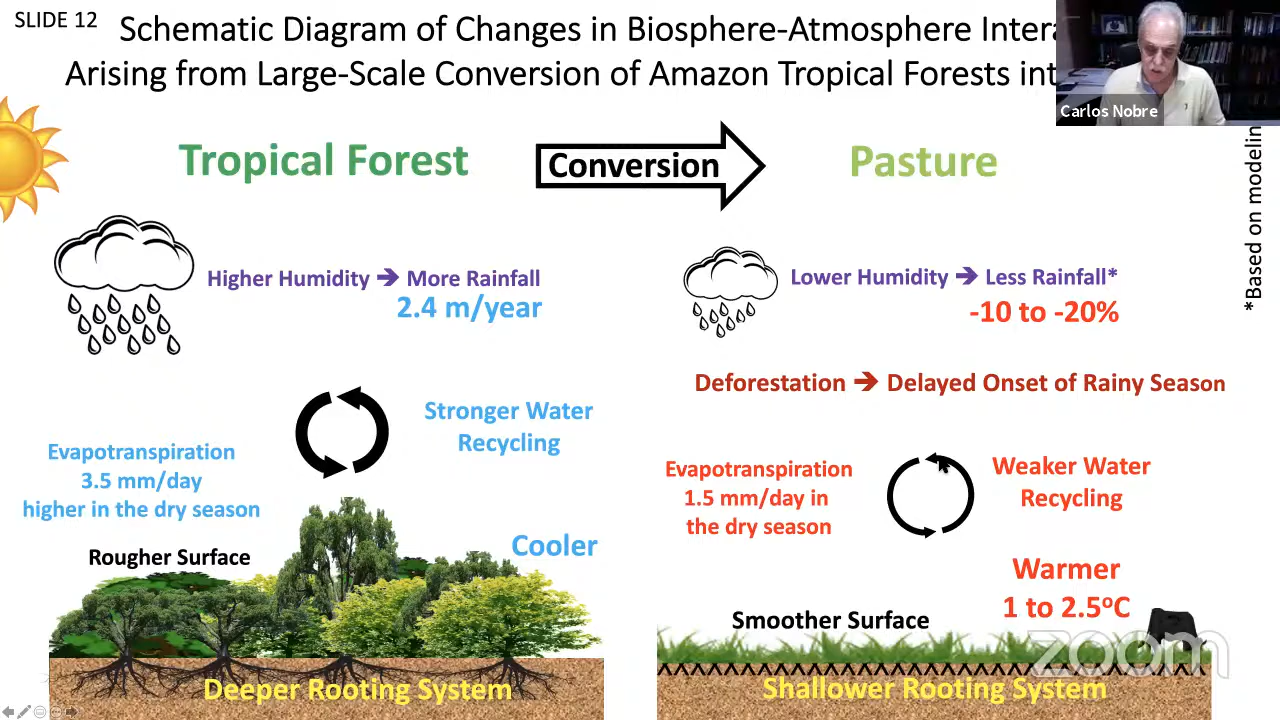 SLIDE 12
Schematic Diagram of Changes in Biosphere-Atmosphere
Arising from Large-Scale Conversion of Amazon Tropical Forests
Carlos Nobre
Tropical Forest
Conversion
Pasture
*Based on
Higher Humidity ➔ More Rainfall
2.4 m/year
Lower Humidity ➔ Less Rainfall*
-10 to -20%
Deforestation ➔ Delayed Onset of Rainy Season
Stronger Water
Recycling
Evapotranspiration
3.5 mm/day
higher in the dry season
Evapotranspiration
1.5 mm/day in
the dry season
Weaker Water
Recycling
Rougher Surface
Cooler
Warmer
1 to 2.5°C
Smoother Surface
zoom
Deeper Rooting System
Shallower Rooting System